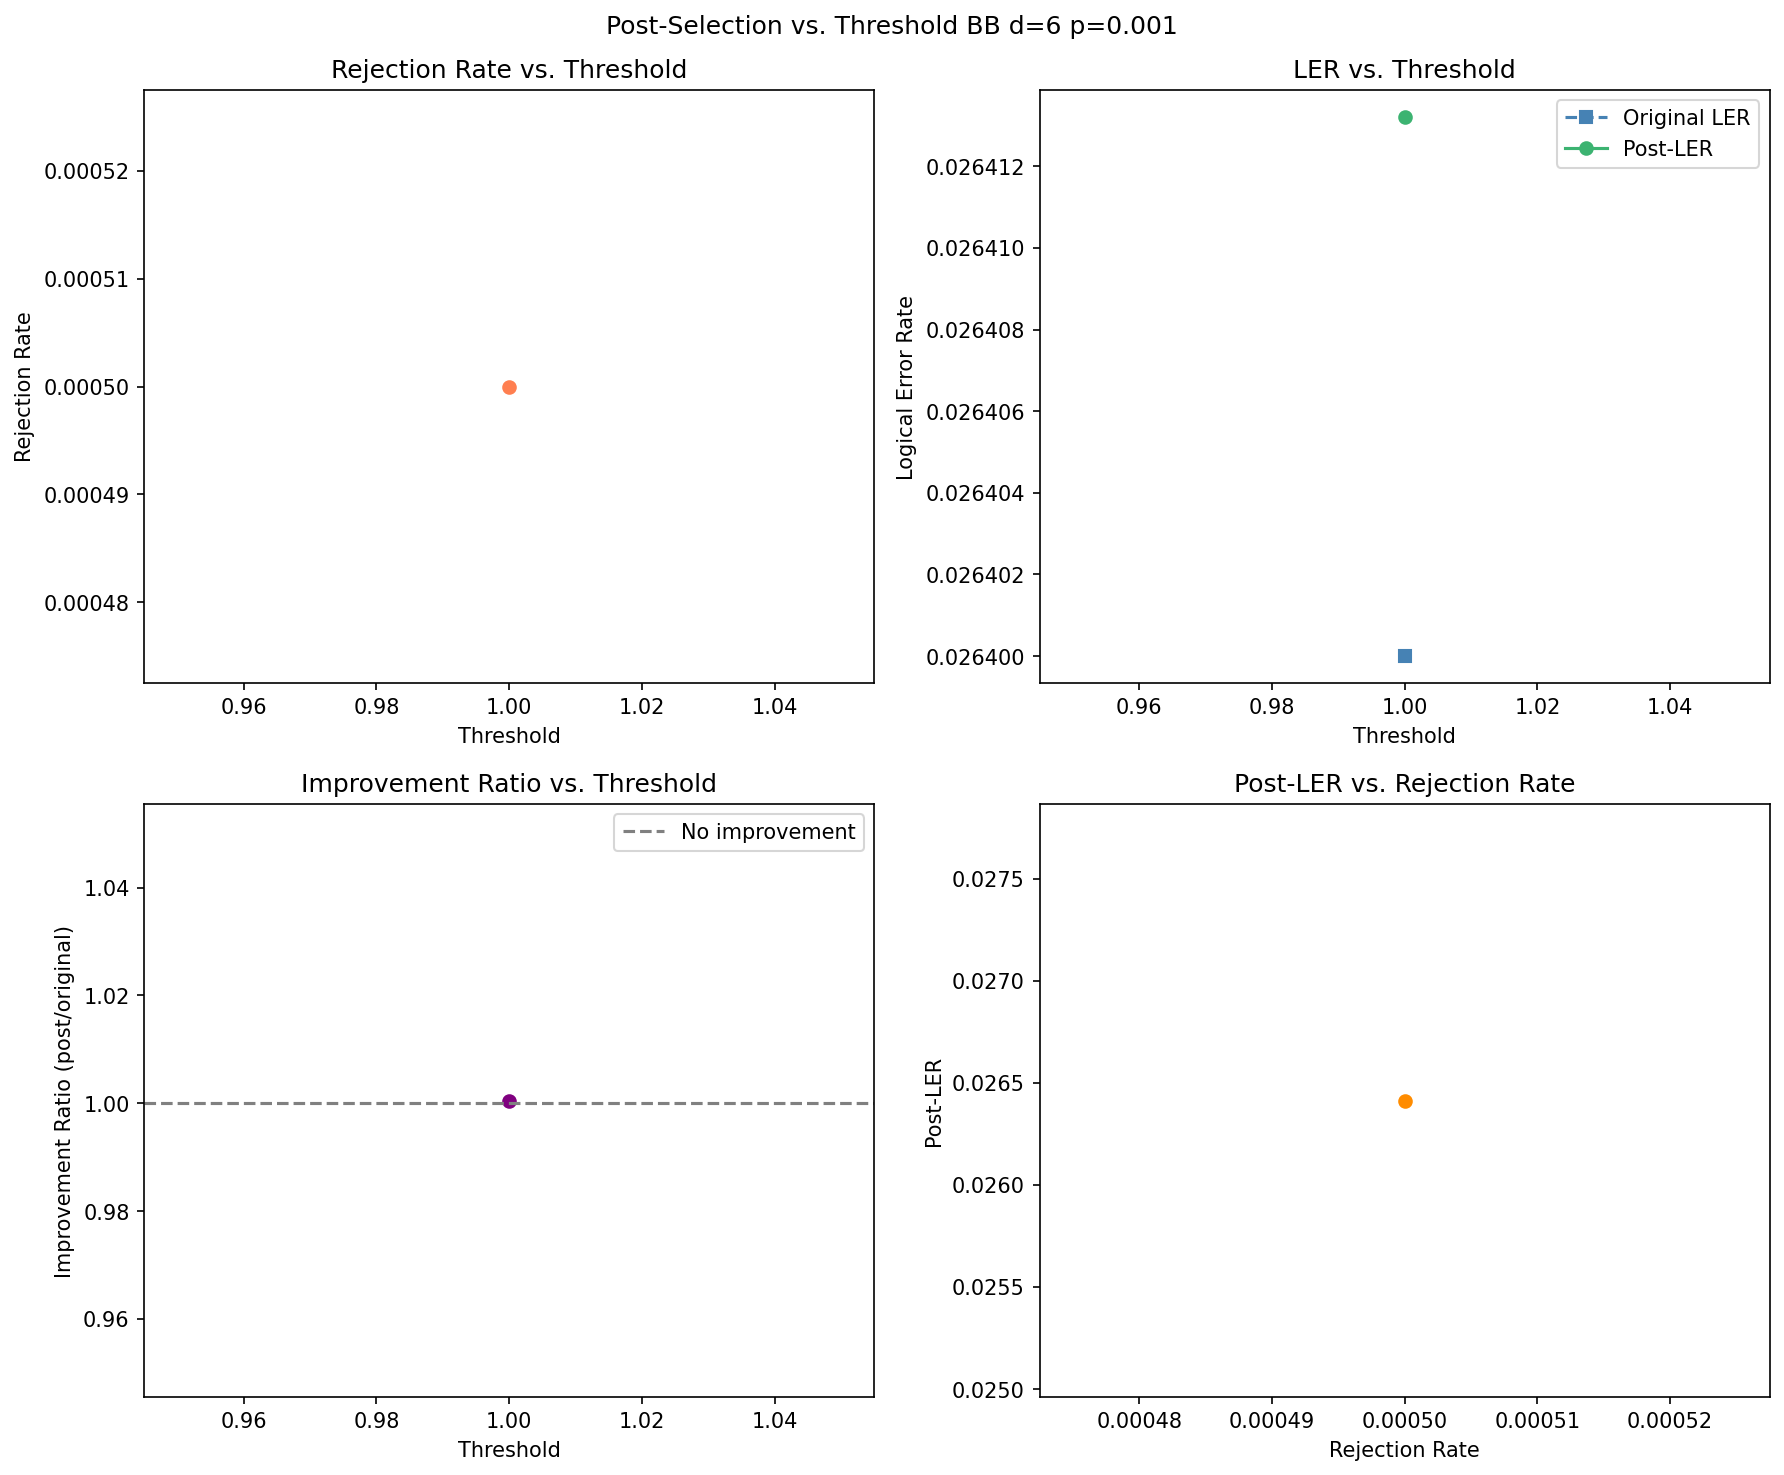 Post-Selection vs. Threshold BB d=6 p=0.001
Rejection Rate vs. Threshold
Rejection Rate
0.00052
0.00051
0.00050
0.00049
0.00048
0.96 0.98 1.00 1.02 1.04
Threshold
LER vs. Threshold
Original LER
Post-LER
Logical Error Rate
0.026412
0.026410
0.026408
0.026406
0.026404
0.026402
0.026400
0.96 0.98 1.00 1.02 1.04
Threshold
Improvement Ratio vs. Threshold
No improvement
Improvement Ratio (post/original)
1.04
1.02
1.00
0.98
0.96
0.96 0.98 1.00 1.02 1.04
Threshold
Post-LER vs. Rejection Rate
Post-LER
0.0275
0.0270
0.0265
0.0260
0.0255
0.0250
0.00048 0.00049 0.00050 0.00051 0.00052
Rejection Rate